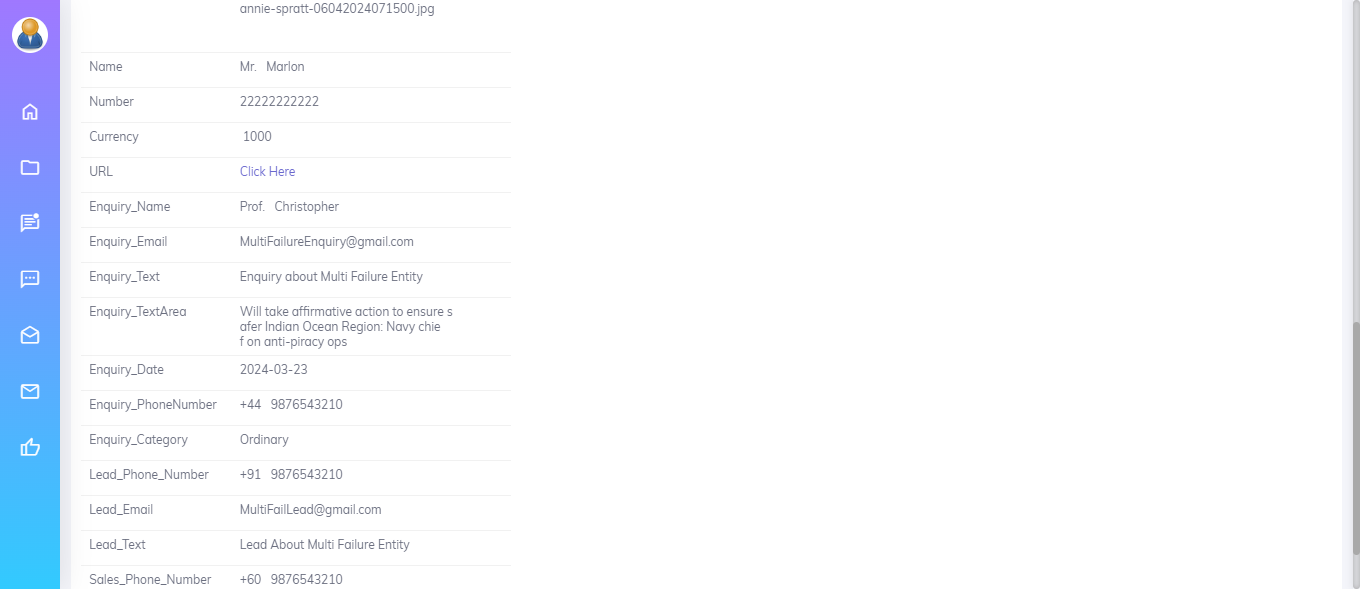 annie-spratt-06042024071500.jpg
Name Mr. Marlon
Number 22222222222
Currency 1000
URL Click Here
Enquiry_Name Prof. Christopher
Enquiry_Email MultiFailureEnquiry@gmail.com
Enquiry_Text Enquiry about Multi Failure Entity
Enquiry_TextArea Will take affirmative action to ensure s
afer Indian Ocean Region: Navy chie
f on anti-piracy ops
Enquiry_Date 2024-03-23
Enquiry_PhoneNumber +44 9876543210
Enquiry_Category Ordinary
Lead_Phone_Number +91 9876543210
Lead_Email MultiFailLead@gmail.com
Lead_Text Lead About Multi Failure Entity
Sales_Phone_Number +60 9876543210